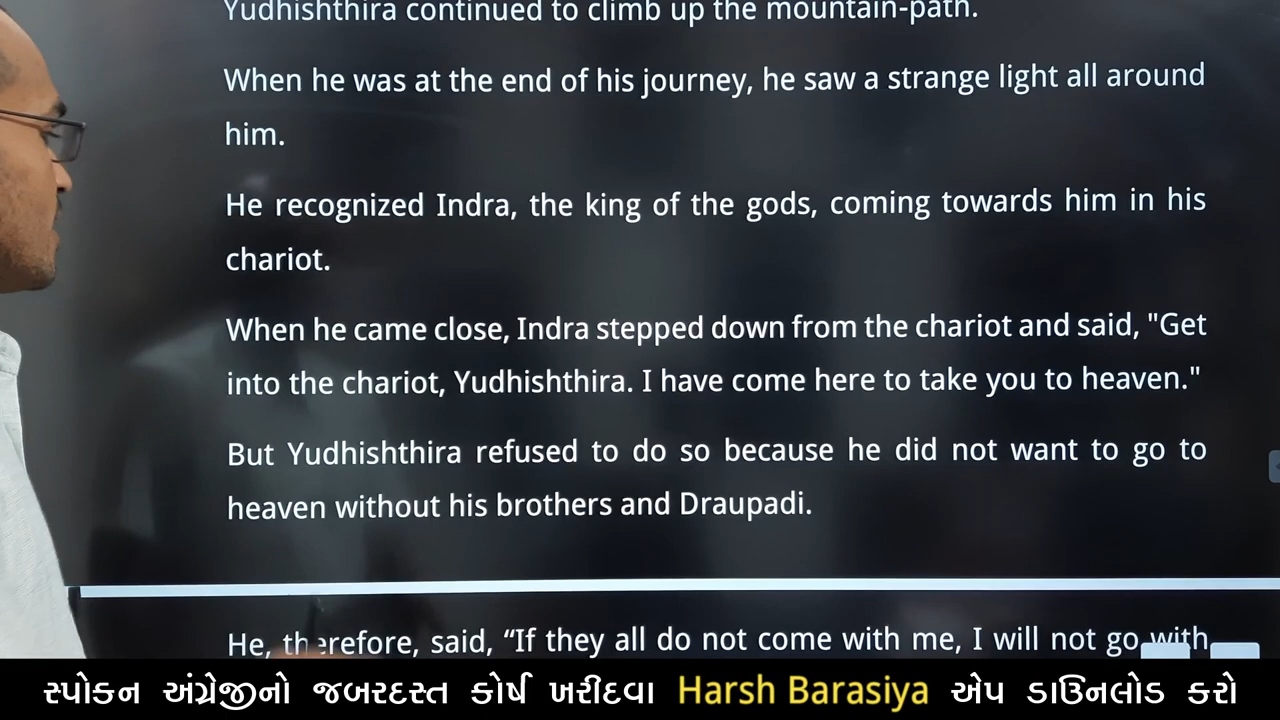 Yudhishthira continued to climb up the mountain-path.
When he was at the end of his journey, he saw a strange light all around
him.
He recognized Indra, the king of the gods, coming towards him in his
chariot.
When he came close, Indra stepped down from the chariot and said, "Get
into the chariot, Yudhishthira. I have come here to take you to heaven."
But Yudhishthira refused to do so because he did not want to go to
heaven without his brothers and Draupadi.
He, therefore, said, “If they all do not come with me, I will not go with
સ્પોકન અંગ્રેજીનો જબરદસ્ત કોર્ષ ખરીદવા Harsh Barasiya એપ ડાઉનલોડ કરો